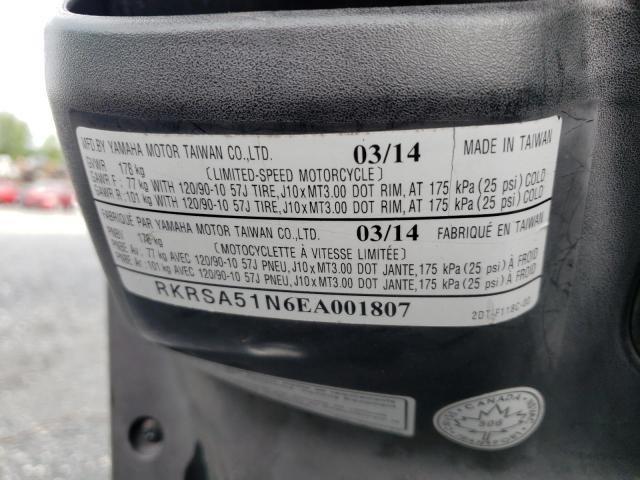 MFD BY YAMAHA MOTOR TAIWAN CO.,LTD. 03/14 MADE IN TAIWAN
GVWR 178 kg (LIMITED-SPEED MOTORCYCLE)
GAWR F. 77 kg WITH 120/90-10 57J TIRE, J10xMT3.00 DOT RIM, AT 175 kPa (25 psi) COLD
GAWR R. 101 kg WITH 120/90-10 57J TIRE, J10xMT3.00 DOT RIM, AT 175 kPa (25 psi) COLD
FABRIQUÉ PAR YAMAHA MOTOR TAIWAN CO.,LTD. 03/14 FABRIQUÉ EN TAIWAN
PNBV 178 kg (MOTOCYCLETTE À VITESSE LIMITÉE)
PNBE Av. 77 kg AVEC 120/90-10 57J PNEU, J10xMT3.00 DOT JANTE, 175 kPa (25 psi) À FROID
PNBE Ar. 101 kg AVEC 120/90-10 57J PNEU, J10xMT3.00 DOT JANTE, 175 kPa (25 psi) À FROID
RKRSA51N6EA001807 2DT-F118C-00
CANADA